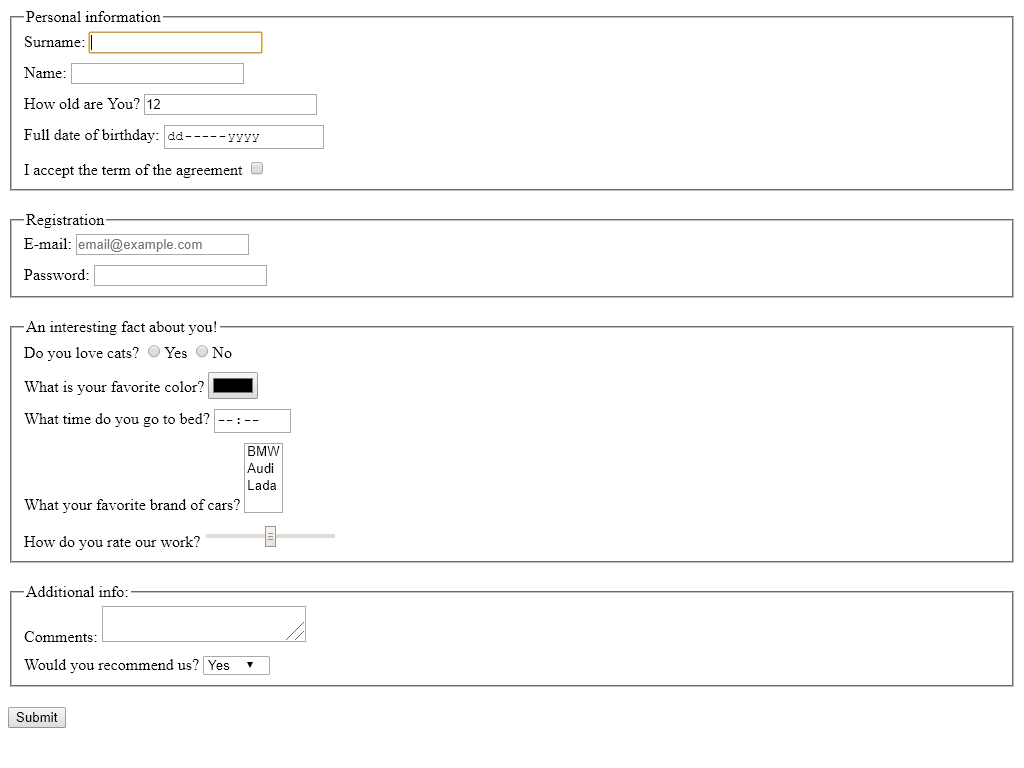 Personal information
Surname:
Name:
How old are You? 12
Full date of birthday: dd-----yyyy
I accept the term of the agreement
Registration
E-mail: email@example.com
Password:
An interesting fact about you!
Do you love cats? Yes No
What is your favorite color?
What time do you go to bed? --:--
BMW
Audi
Lada
What your favorite brand of cars?
How do you rate our work?
Additional info:
Comments:
Would you recommend us? Yes
Submit